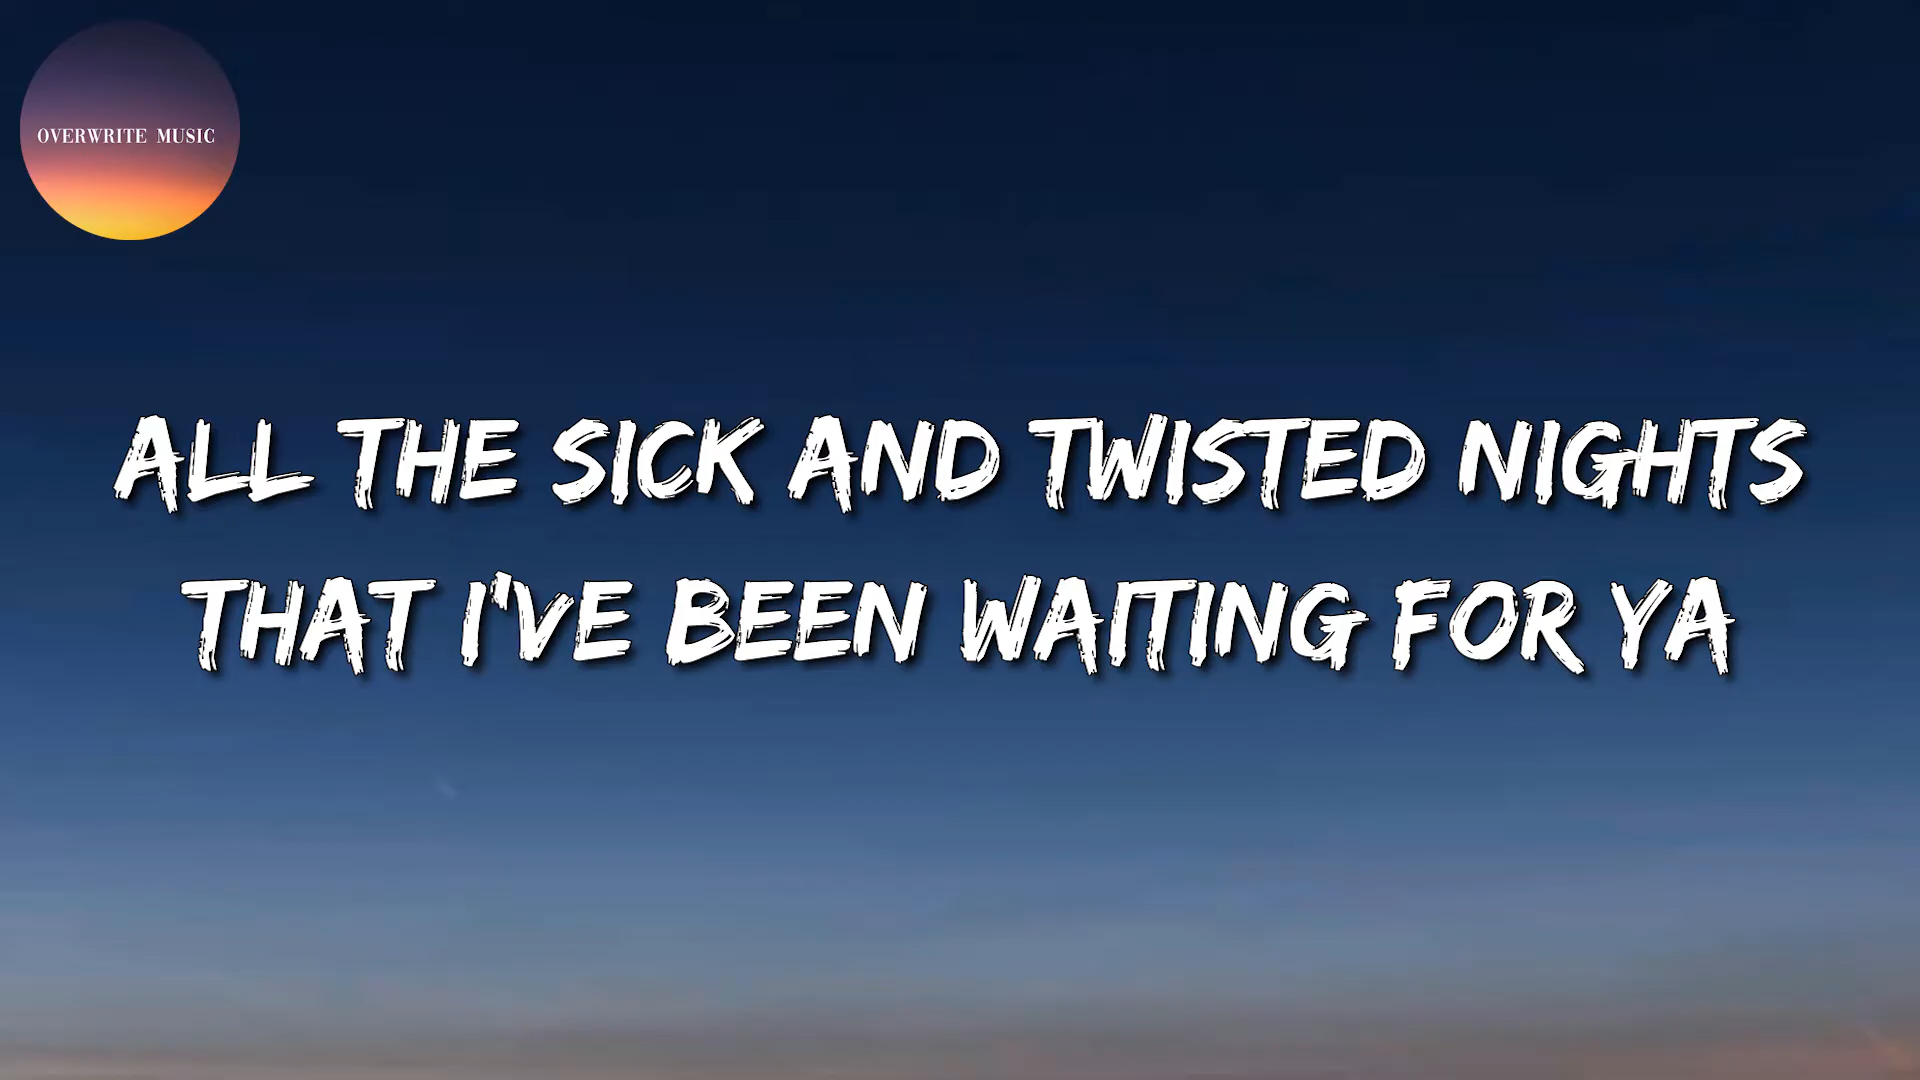 OVERWRITE MUSIC
ALL THE SICK AND TWISTED NIGHTS
THAT I'VE BEEN WAITING FOR YA